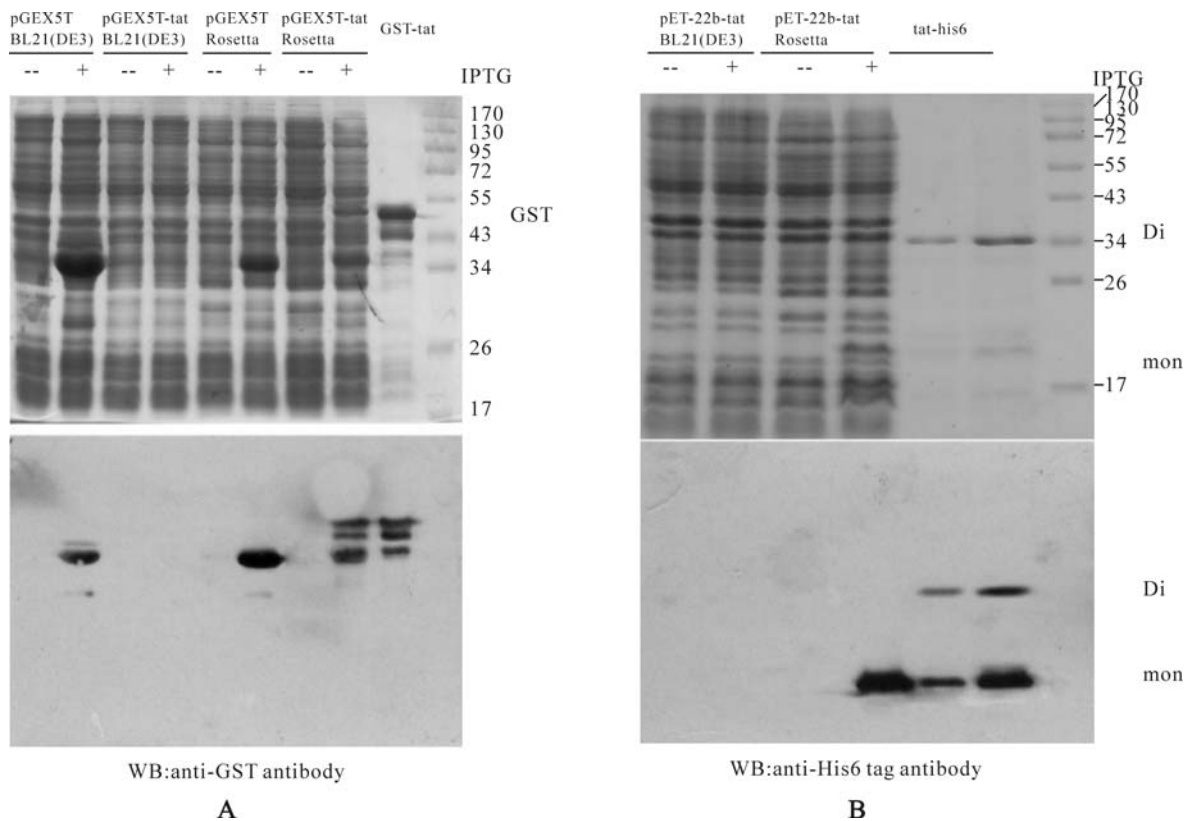 pGEX5T pGEX5T-tat pGEX5T pGEX5T-tat GST-tat
BL21(DE3) BL21(DE3) Rosetta Rosetta
-- + -- + -- + -- + IPTG
170
130
95
72
55
GST
43
34
26
17
WB:anti-GST antibody
A
pET-22b-tat pET-22b-tat tat-his6
BL21(DE3) Rosetta
-- + -- + IPTG
170
130
95
72
55
43
34 Di
26
mon
17
Di
mon
WB:anti-His6 tag antibody
B